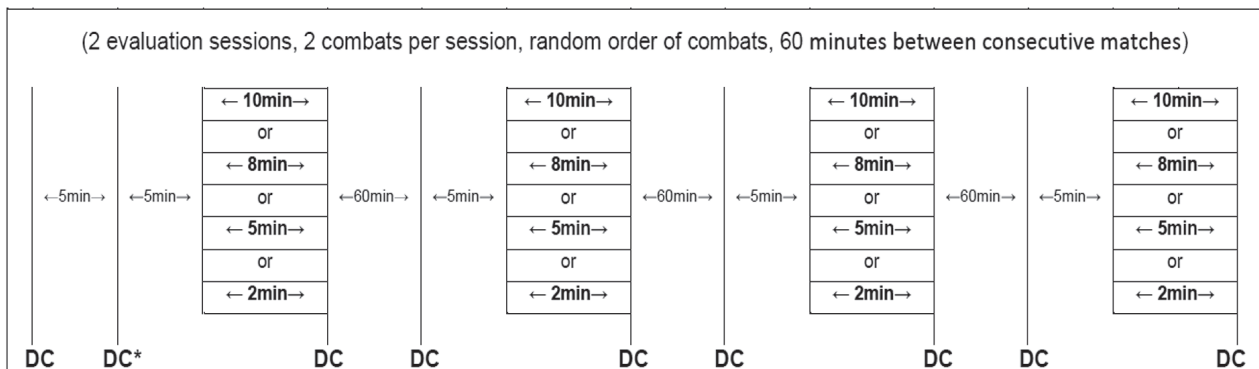 (2 evaluation sessions, 2 combats per session, random order of combats, 60 minutes between consecutive matches)
← 10min→ ← 10min→ ← 10min→ ← 10min→
or or or or
← 8min→ ← 8min→ ← 8min→ ← 8min→
or or or or
←5min→ ←5min→ ←60min→ ←5min→ ←60min→ ←5min→ ←60min→ ←5min→
← 5min→ ← 5min→ ← 5min→ ← 5min→
or or or or
← 2min→ ← 2min→ ← 2min→ ← 2min→
DC DC* DC DC DC DC DC DC DC